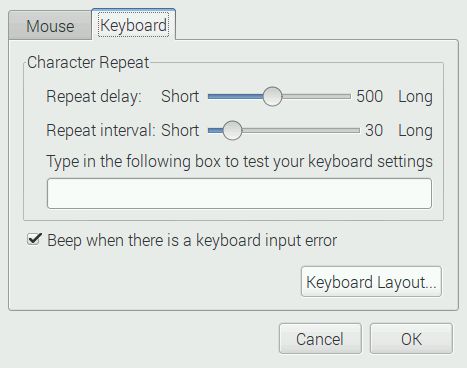 Mouse Keyboard
Character Repeat
Repeat delay: Short 500 Long
Repeat interval: Short 30 Long
Type in the following box to test your keyboard settings
Beep when there is a keyboard input error
Keyboard Layout...
Cancel OK